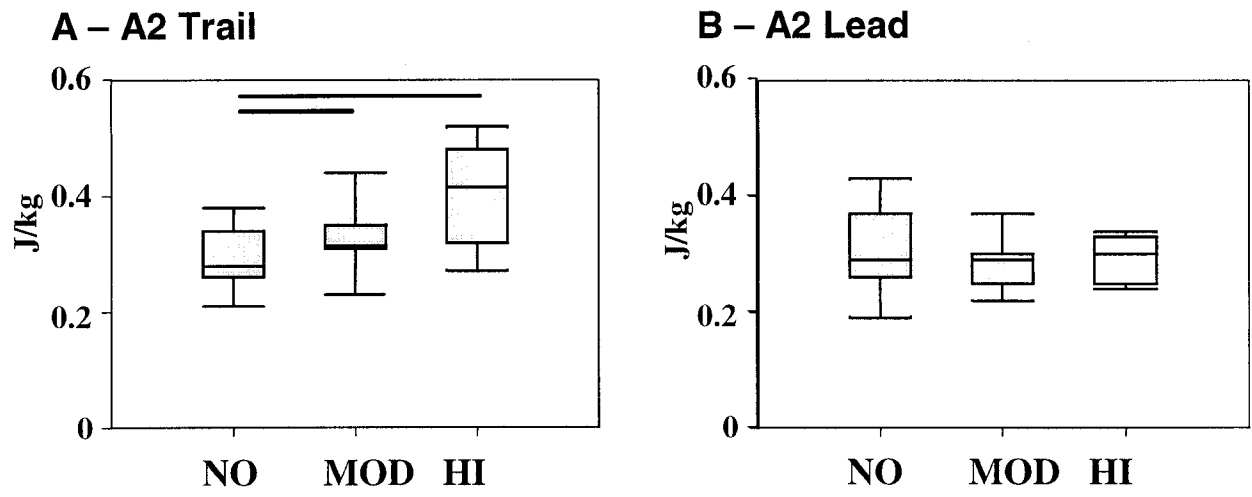 A – A2 Trail
0.6
0.4
0.2
0
J/kg
NO MOD HI
B – A2 Lead
0.6
0.4
0.2
0
J/kg
NO MOD HI